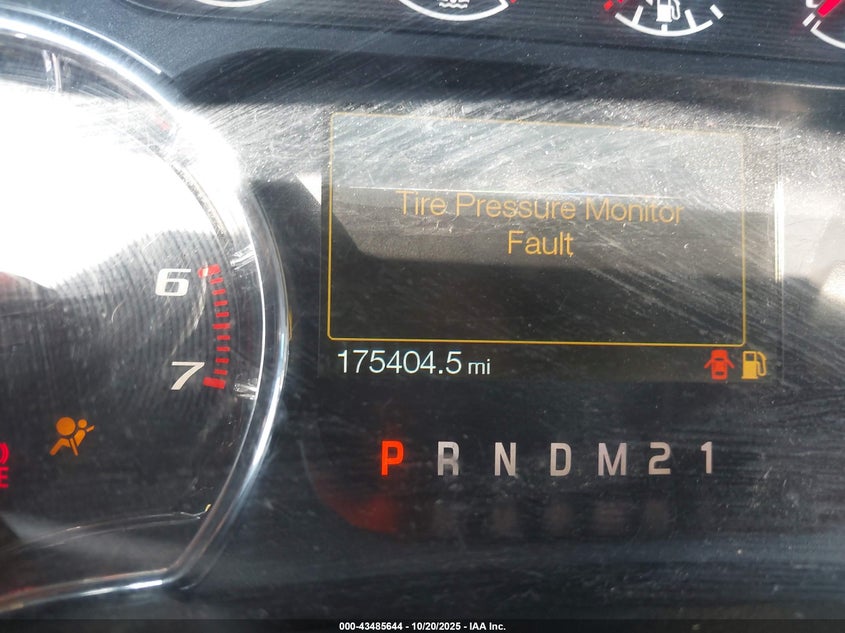 Tire Pressure Monitor
Fault
6
7
175404.5 mi
P R N D M 2 1
000-43485644 - 10/20/2025 - IAA Inc.